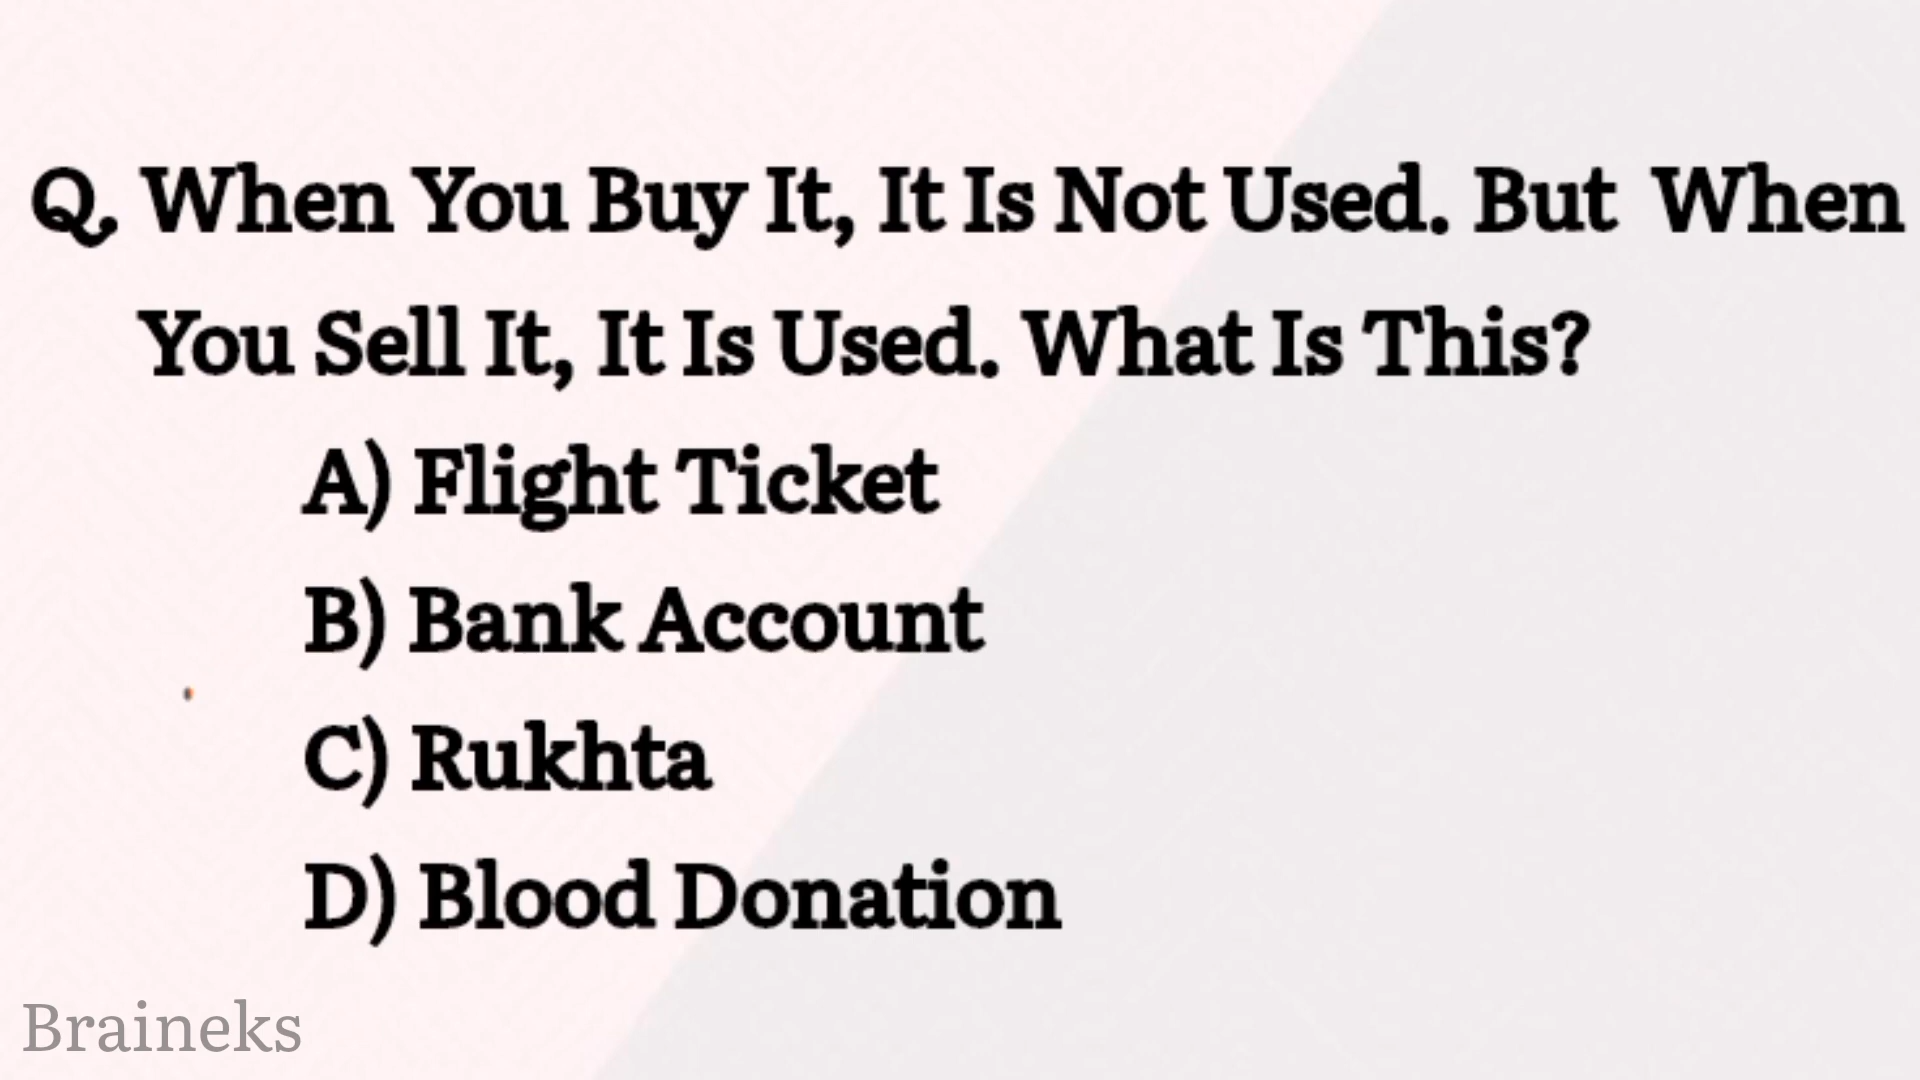 Q. When You Buy It, It Is Not Used. But When
You Sell It, It Is Used. What Is This?
A) Flight Ticket
B) Bank Account
C) Rukhta
D) Blood Donation
Braineks